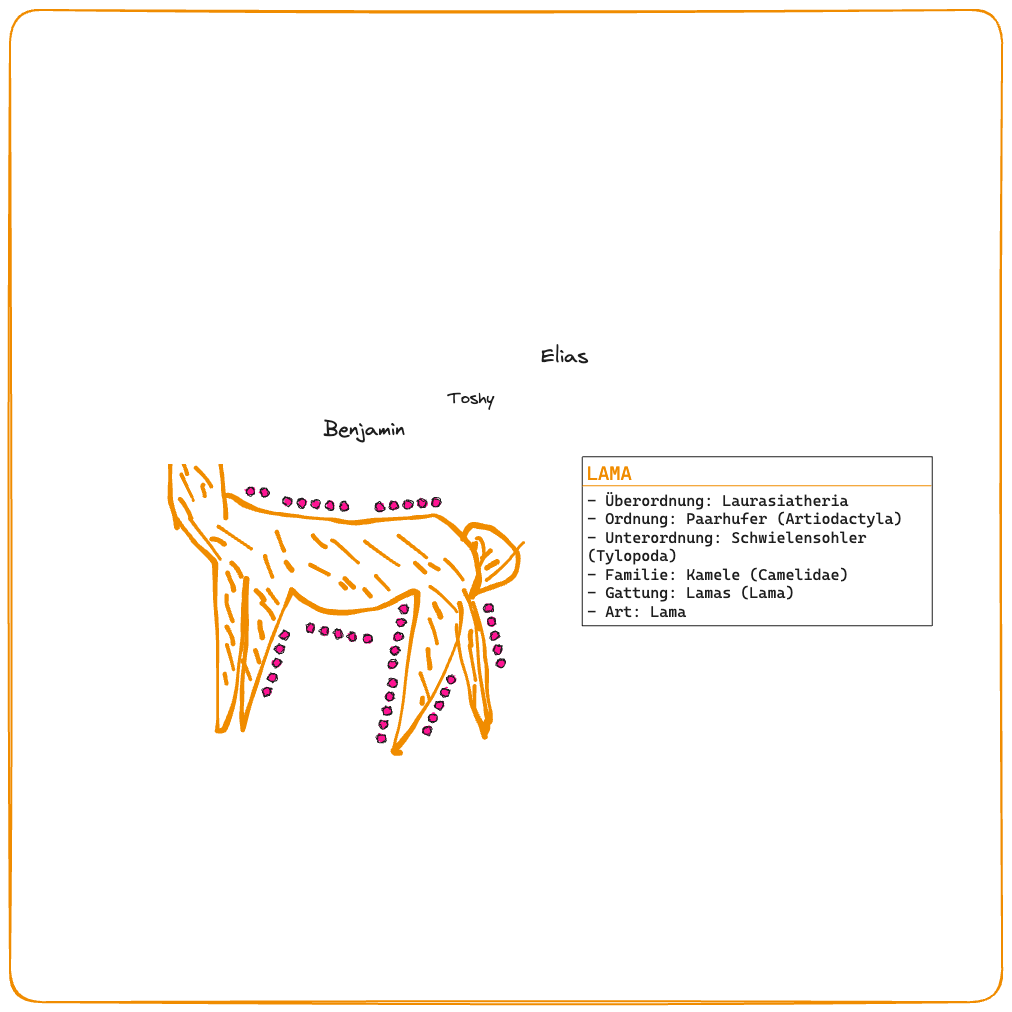 Elias
Toshy
Benjamin
LAMA
- Überordnung: Laurasiatheria
- Ordnung: Paarhufer (Artiodactyla)
- Unterordnung: Schwielensohler
(Tylopoda)
- Familie: Kamele (Camelidae)
- Gattung: Lamas (Lama)
- Art: Lama